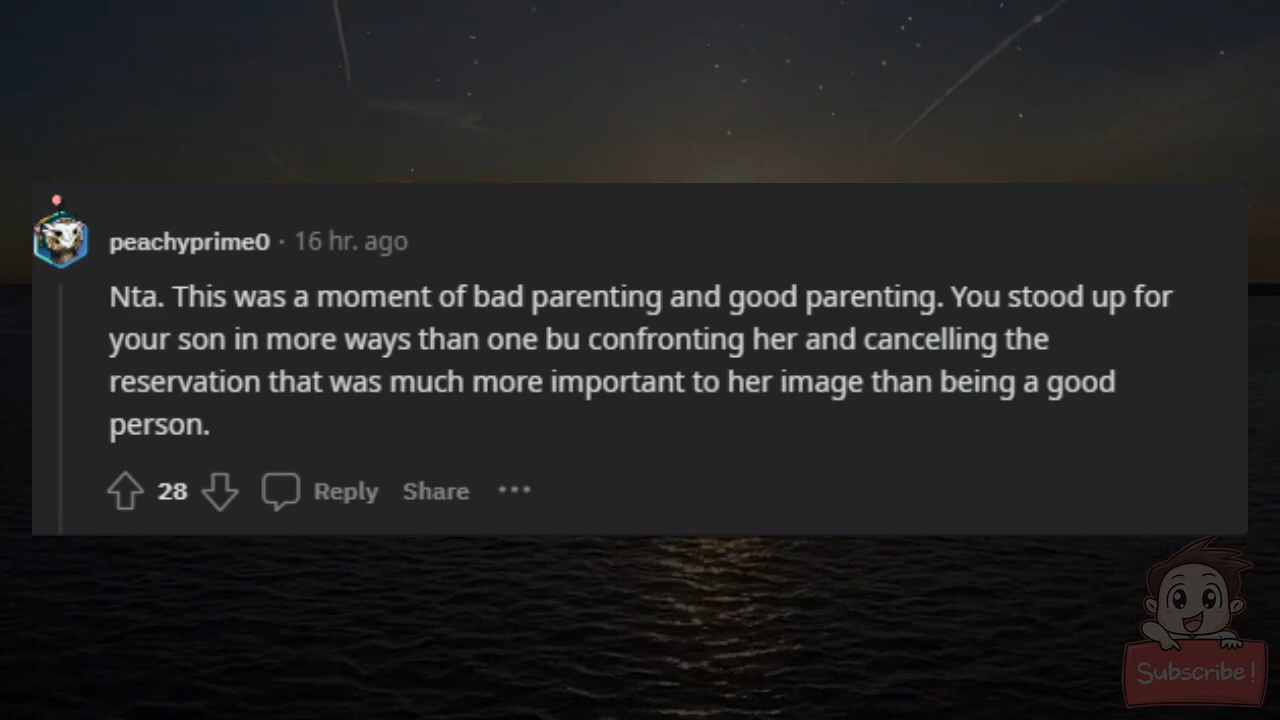 peachyprime0 · 16 hr. ago
Nta. This was a moment of bad parenting and good parenting. You stood up for
your son in more ways than one bu confronting her and cancelling the
reservation that was much more important to her image than being a good
person.
28 Reply Share ···
Subscribe!